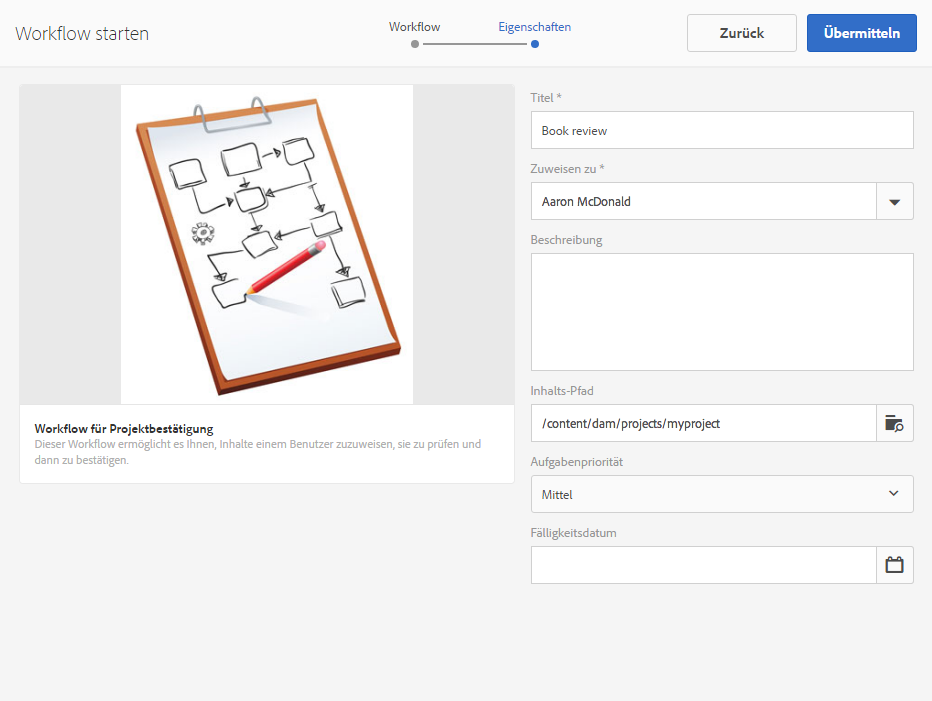 Workflow starten
Workflow
Eigenschaften
Zurück
Übermitteln
Titel *
Book review
Zuweisen zu *
Aaron McDonald
Beschreibung
Inhalts-Pfad
/content/dam/projects/myproject
Aufgabenpriorität
Mittel
Fälligkeitsdatum
Workflow für Projektbestätigung
Dieser Workflow ermöglicht es Ihnen, Inhalte einem Benutzer zuzuweisen, sie zu prüfen und
dann zu bestätigen.